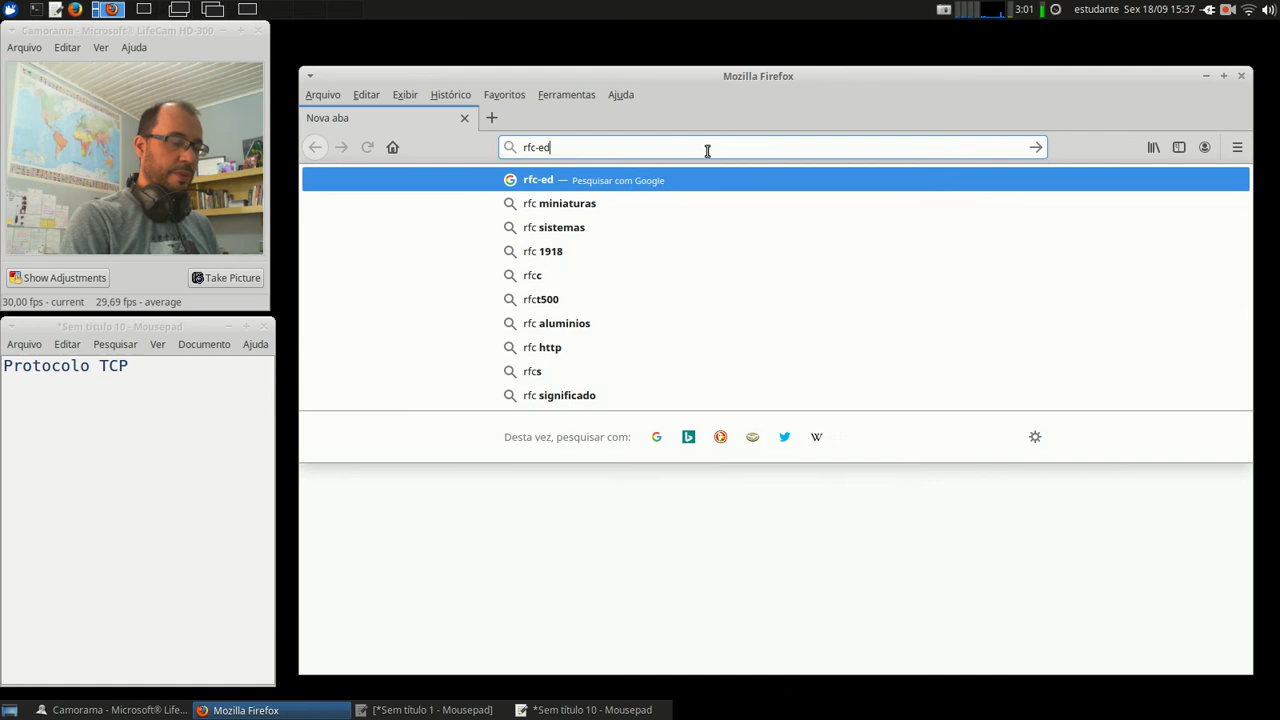 3:01
estudante Sex 18/09 15:37
Camorama - Microsoft® LifeCam HD-300
Arquivo Editar Ver Ajuda
Show Adjustments
Take Picture
30,00 fps - current 29,69 fps - average
*Sem título 10 - Mousepad
Arquivo Editar Pesquisar Ver Documento Ajuda
Protocolo TCP
Mozilla Firefox
Arquivo Editar Exibir Histórico Favoritos Ferramentas Ajuda
Nova aba
rfc-ed
rfc-ed — Pesquisar com Google
rfc miniaturas
rfc sistemas
rfc 1918
rfcc
rfct500
rfc aluminios
rfc http
rfcs
rfc significado
Desta vez, pesquisar com:
W
Camorama - Microsoft® Life...
Mozilla Firefox
[*Sem título 1 - Mousepad]
*Sem título 10 - Mousepad